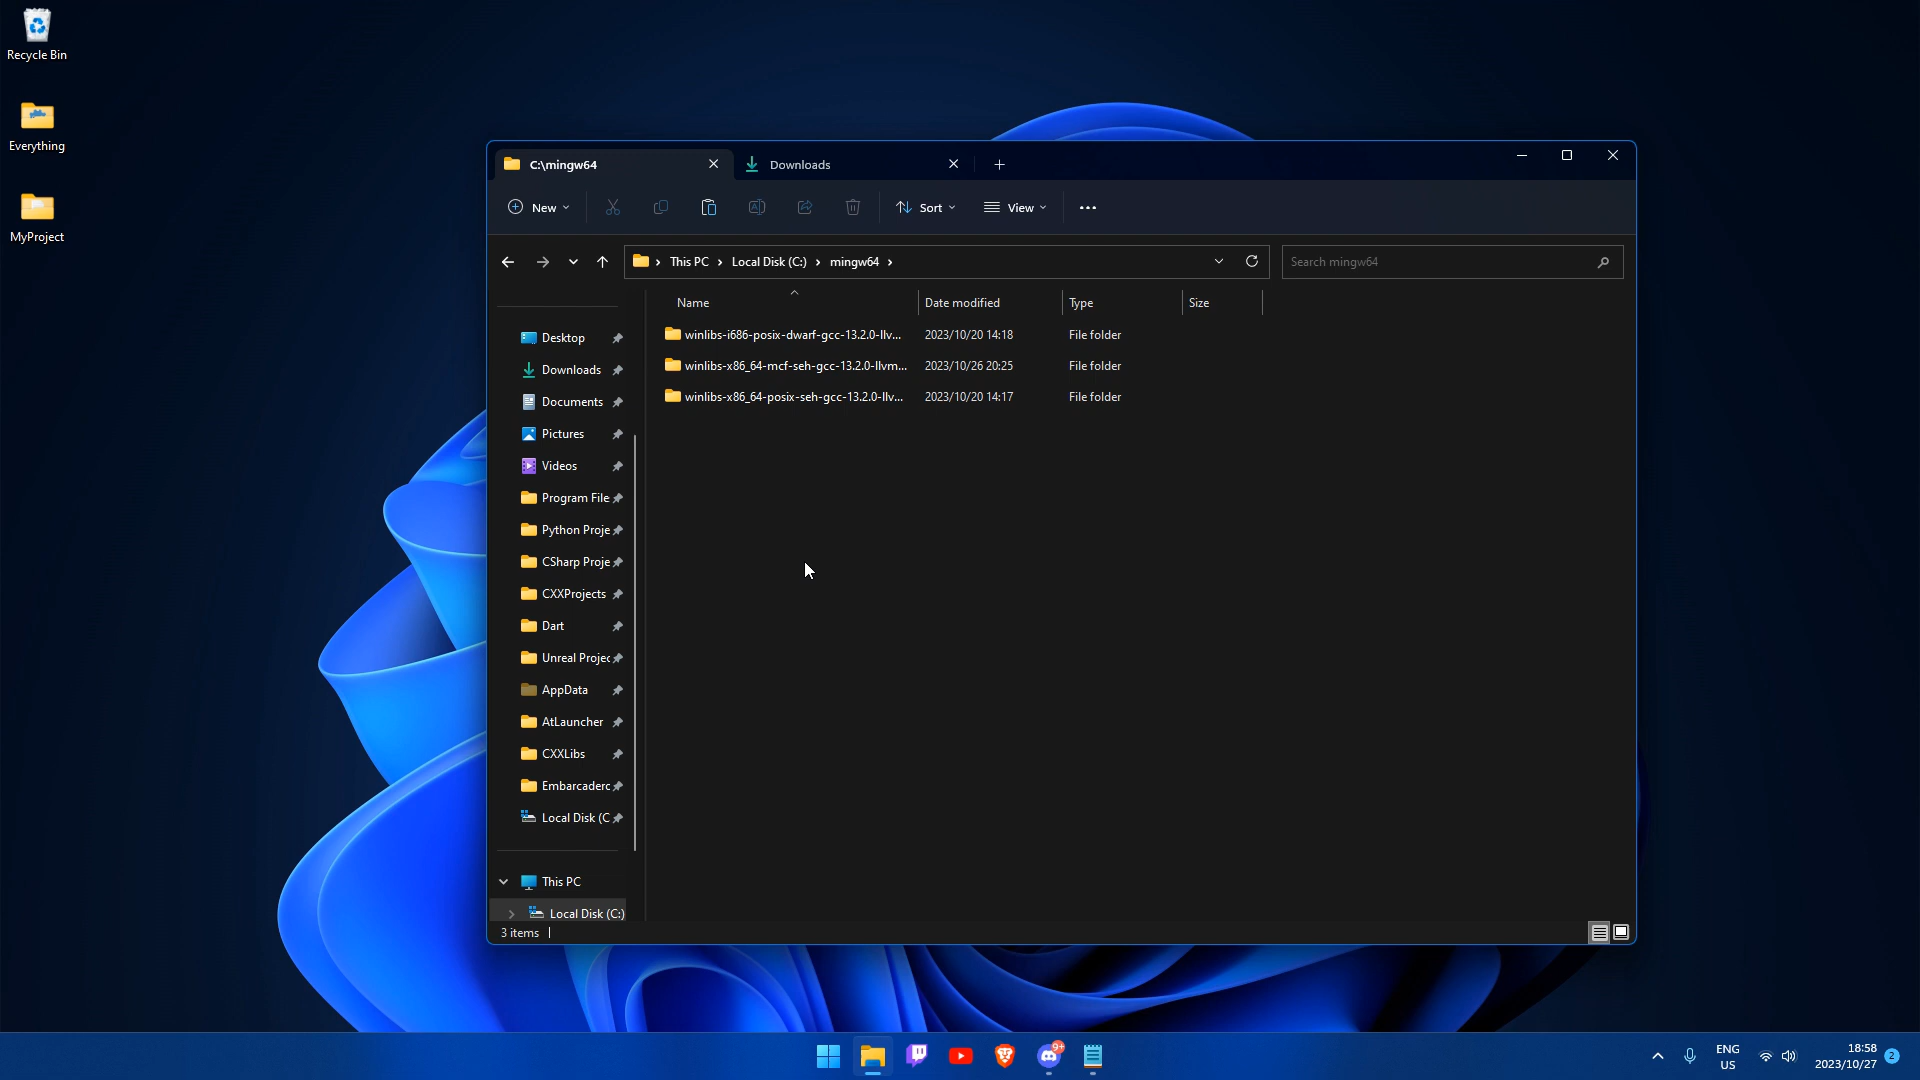 Recycle Bin
Everything
MyProject
C:\mingw64
Downloads
New
Sort
View
This PC
Local Disk (C:)
mingw64
Search mingw64
Name
Date modified
Type
Size
winlibs-i686-posix-dwarf-gcc-13.2.0-llv... 2023/10/20 14:18 File folder
winlibs-x86_64-mcf-seh-gcc-13.2.0-llvm... 2023/10/26 20:25 File folder
winlibs-x86_64-posix-seh-gcc-13.2.0-llv... 2023/10/20 14:17 File folder
Desktop
Downloads
Documents
Pictures
Videos
Program File
Python Proje
CSharp Proje
CXXProjects
Dart
Unreal Projec
AppData
AtLauncher
CXXLibs
Embarcaderc
Local Disk (C
This PC
Local Disk (C:)
3 items
9+
ENG
US
18:58
2023/10/27
2